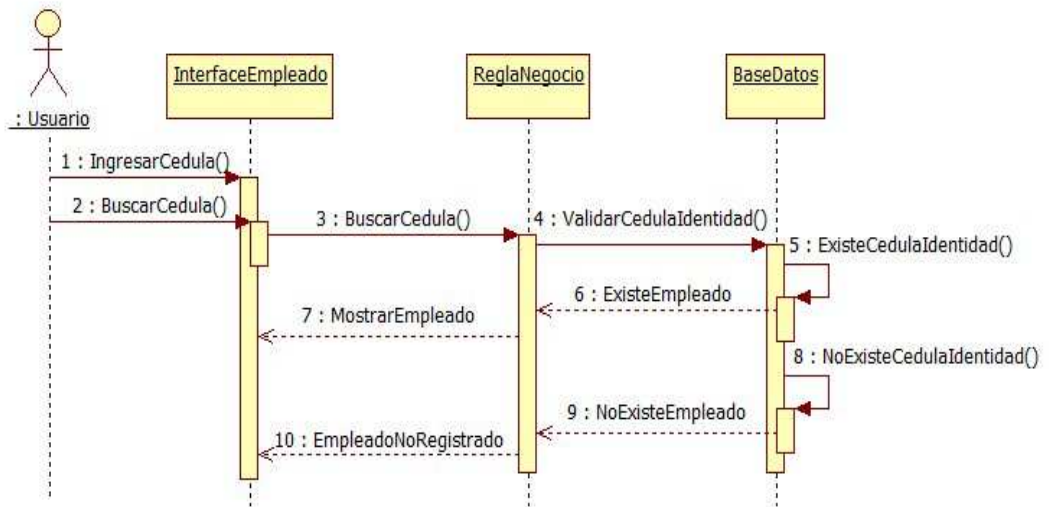 : Usuario
InterfaceEmpleado
ReglaNegocio
BaseDatos
1 : IngresarCedula()
2 : BuscarCedula()
3 : BuscarCedula()
4 : ValidarCedulaIdentidad()
5 : ExisteCedulaIdentidad()
6 : ExisteEmpleado
7 : MostrarEmpleado
8 : NoExisteCedulaIdentidad()
9 : NoExisteEmpleado
10 : EmpleadoNoRegistrado